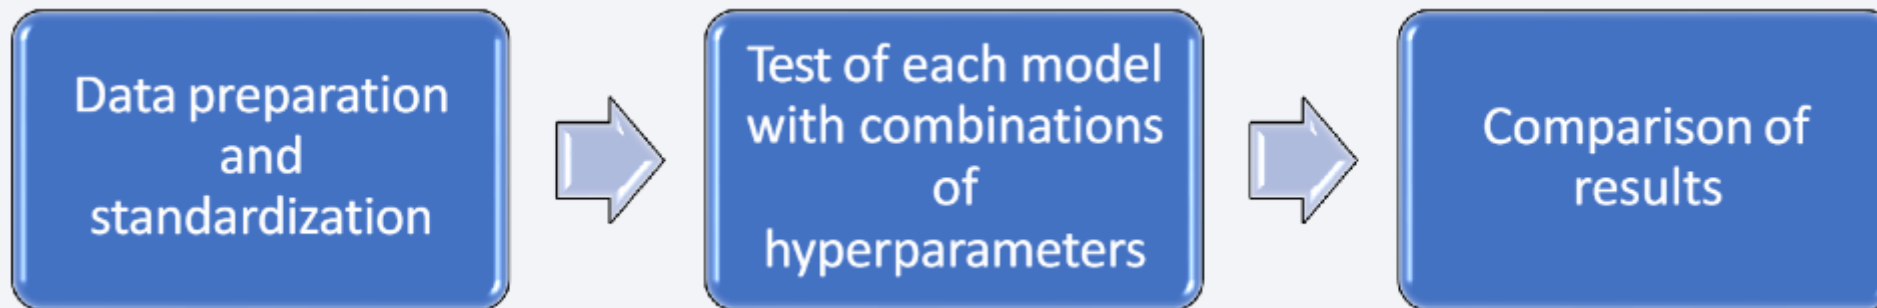 Data preparation
and
standardization
Test of each model
with combinations
of
hyperparameters
Comparison of
results